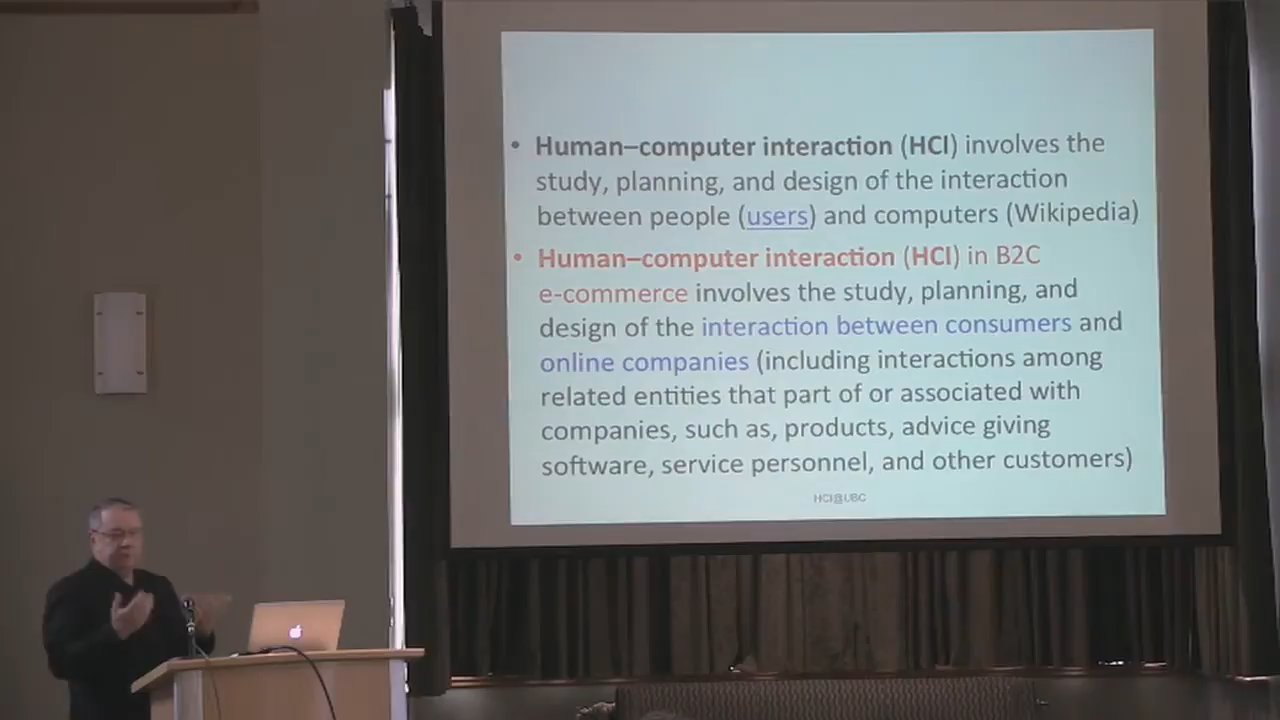 • Human–computer interaction (HCI) involves the
study, planning, and design of the interaction
between people (users) and computers (Wikipedia)
• Human–computer interaction (HCI) in B2C
e-commerce involves the study, planning, and
design of the interaction between consumers and
online companies (including interactions among
related entities that part of or associated with
companies, such as, products, advice giving
software, service personnel, and other customers)
HCI@UBC